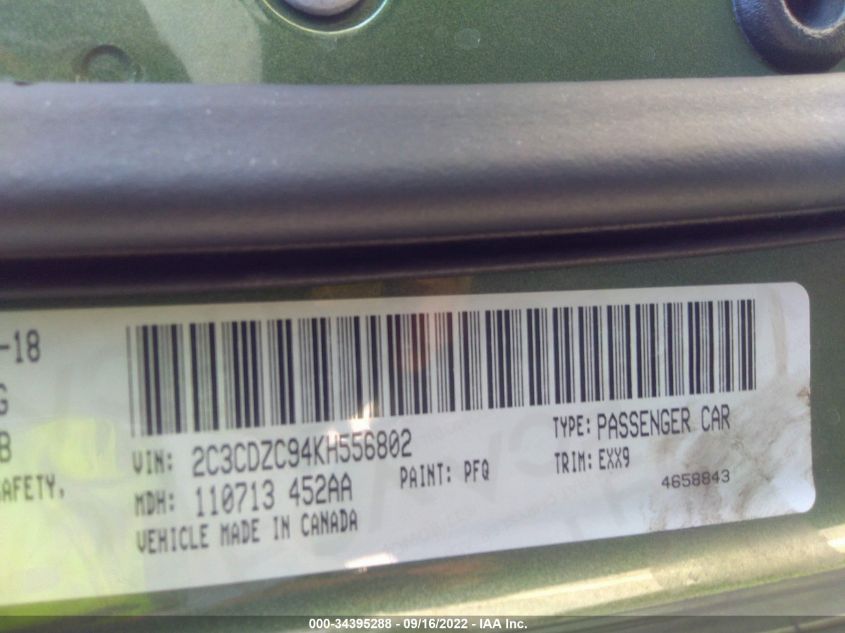 -18
G
B
SAFETY.
VIN: 2C3CDZC94KH556802
TYPE: PASSENGER CAR
MDH: 110713 452AA
PAINT: PFQ
TRIM: EXX9
VEHICLE MADE IN CANADA
4658843
000-34395288 - 09/16/2022 - IAA Inc.